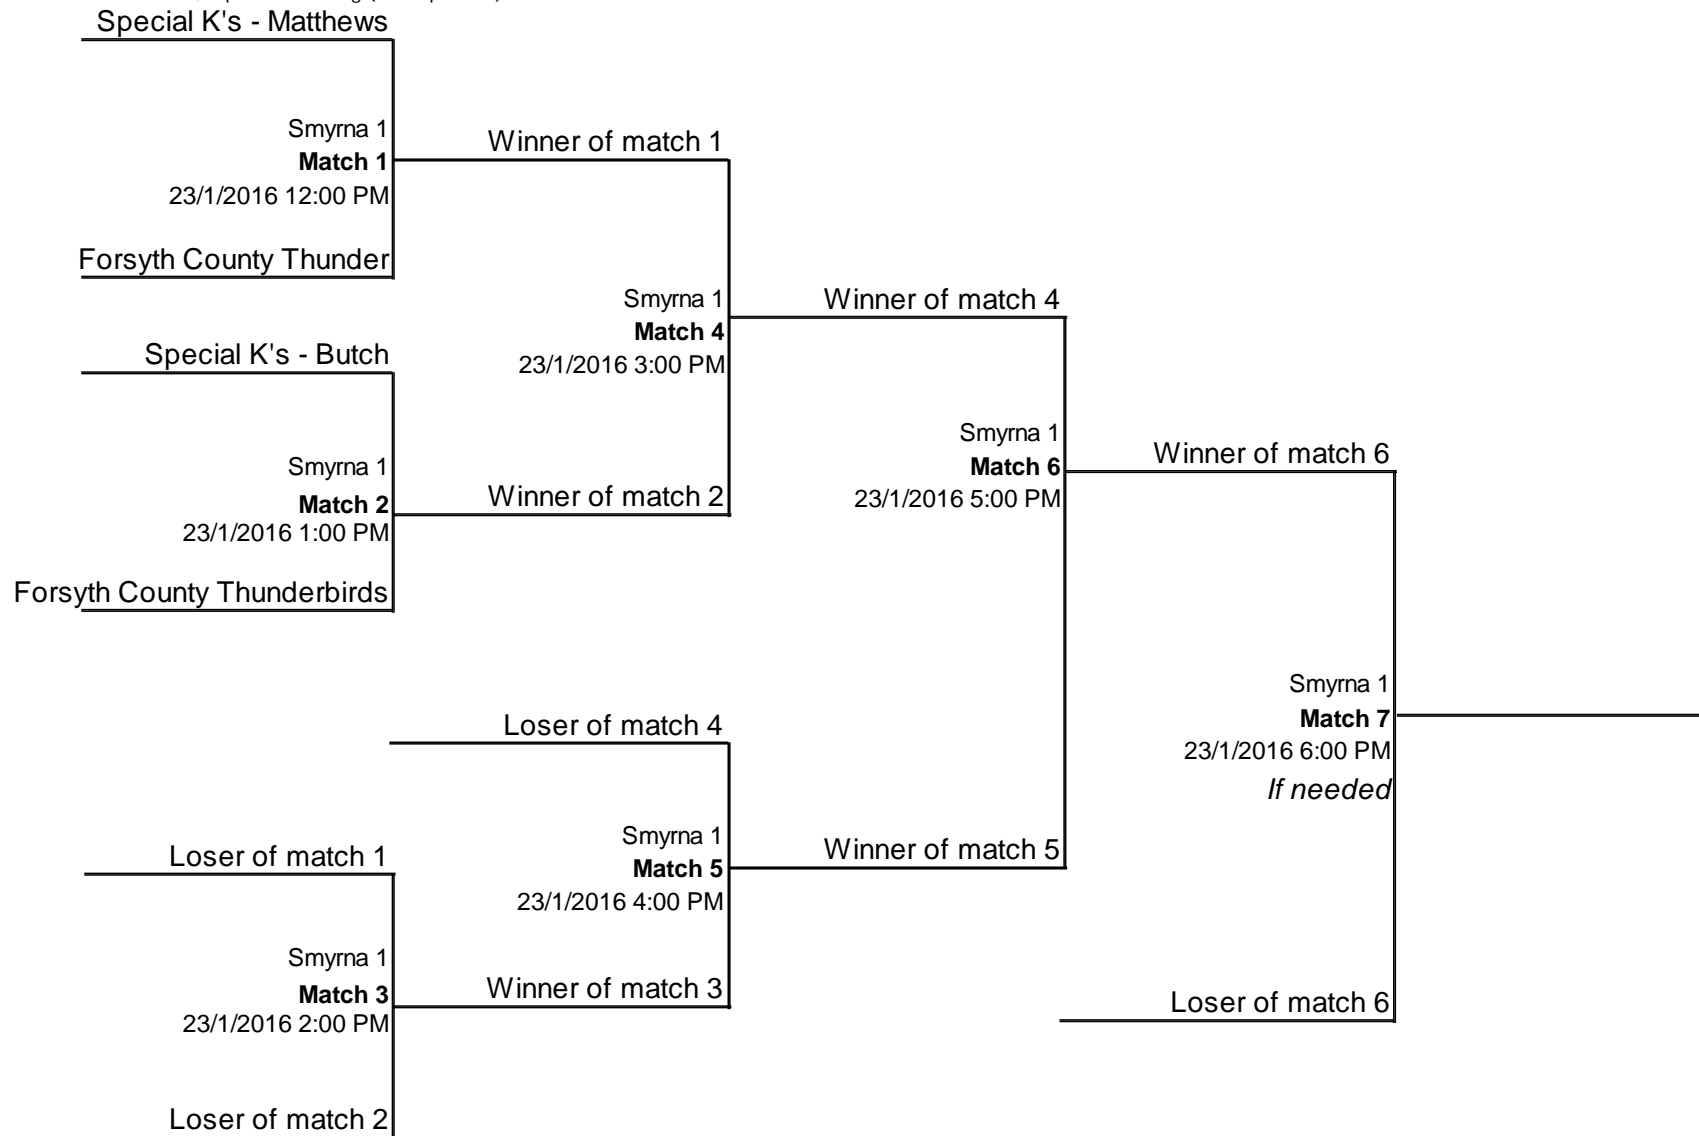 Special K's - Matthews
Smyrna 1
Match 1
23/1/2016 12:00 PM
Forsyth County Thunder
Winner of match 1
Special K's - Butch
Smyrna 1
Match 2
23/1/2016 1:00 PM
Forsyth County Thunderbirds
Winner of match 2
Smyrna 1
Match 4
23/1/2016 3:00 PM
Winner of match 4
Smyrna 1
Match 6
23/1/2016 5:00 PM
Winner of match 6
Loser of match 4
Smyrna 1
Match 5
23/1/2016 4:00 PM
Winner of match 5
Loser of match 1
Smyrna 1
Match 3
23/1/2016 2:00 PM
Loser of match 2
Winner of match 3
Smyrna 1
Match 7
23/1/2016 6:00 PM
If needed
Loser of match 6